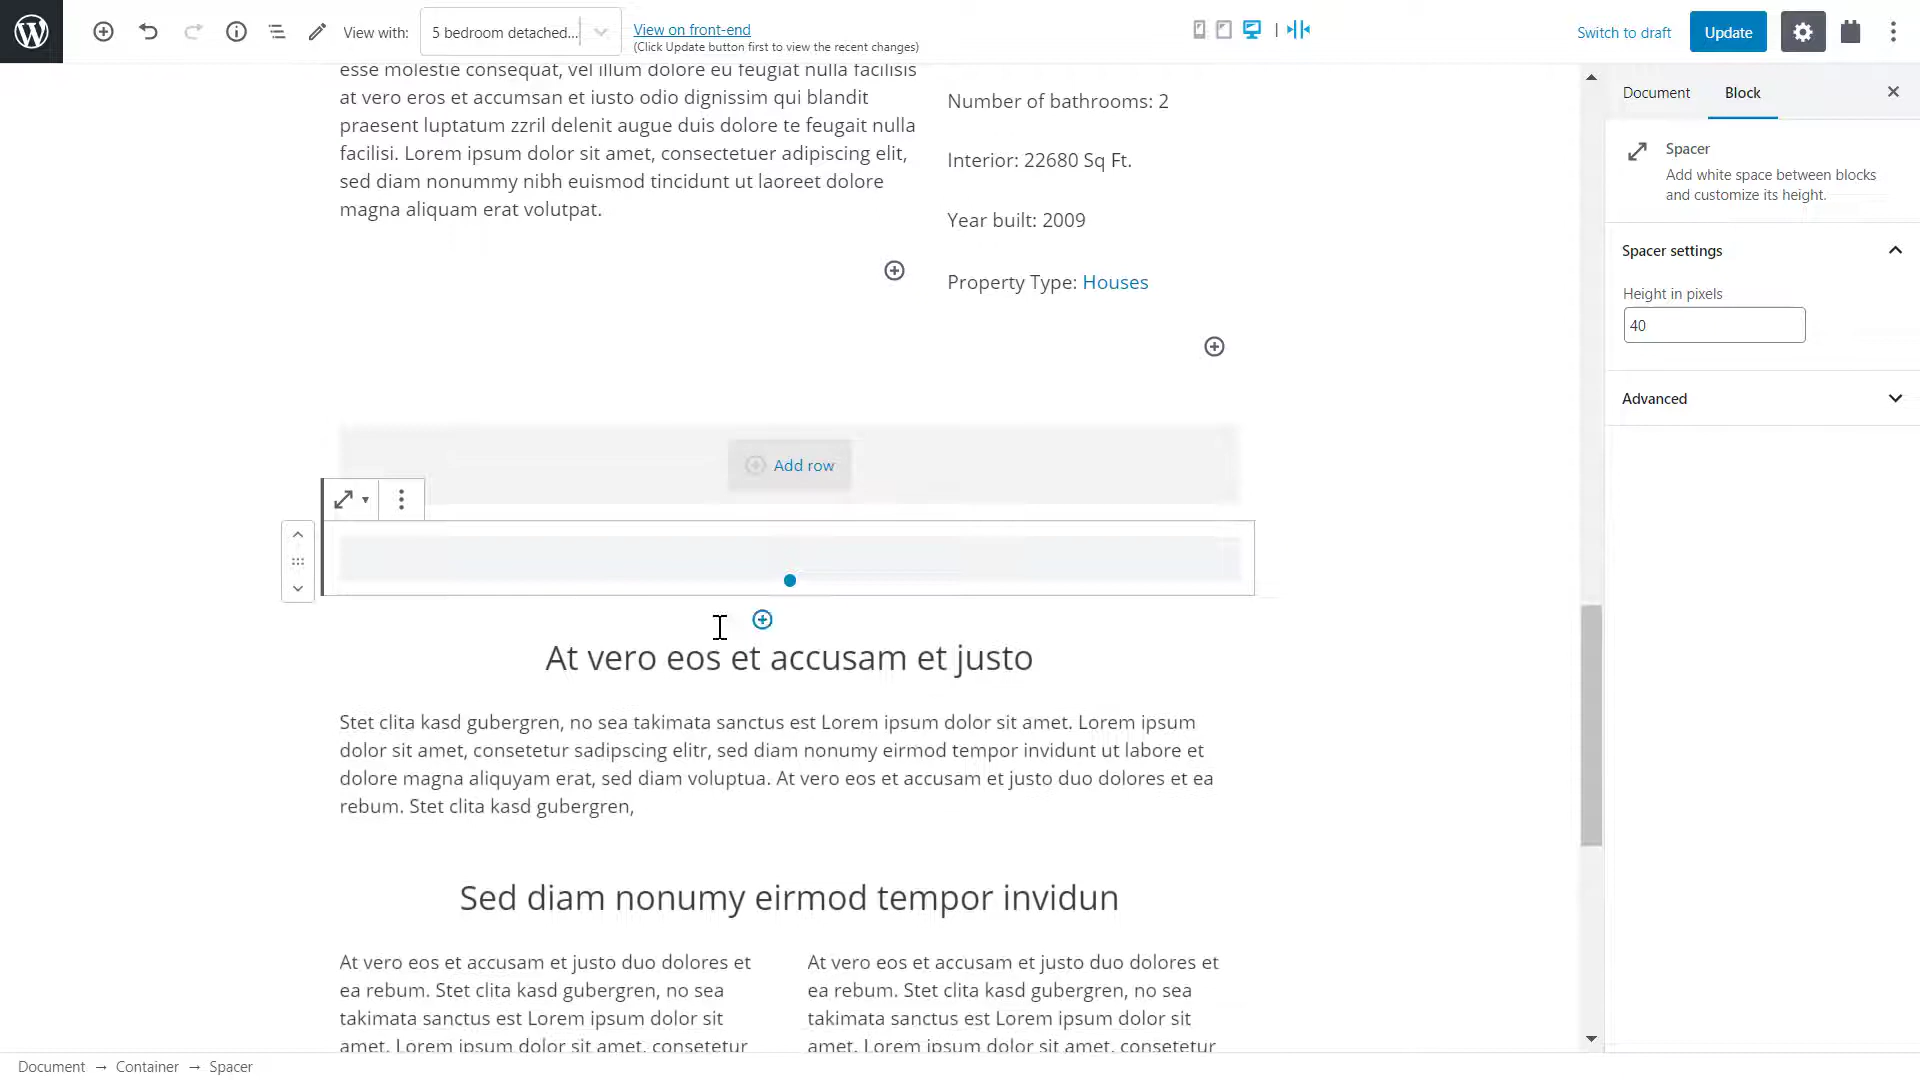 View with:
5 bedroom detached...
View on front-end
(Click Update button first to view the recent changes)
Switch to draft
Update
esse molestie consequat, vel illum dolore eu feugiat nulla facilisis
at vero eros et accumsan et iusto odio dignissim qui blandit
praesent luptatum zzril delenit augue duis dolore te feugait nulla
facilisi. Lorem ipsum dolor sit amet, consectetuer adipiscing elit,
sed diam nonummy nibh euismod tincidunt ut laoreet dolore
magna aliquam erat volutpat.
Number of bathrooms: 2
Interior: 22680 Sq Ft.
Year built: 2009
Property Type: Houses
Add row
At vero eos et accusam et justo
Stet clita kasd gubergren, no sea takimata sanctus est Lorem ipsum dolor sit amet. Lorem ipsum
dolor sit amet, consetetur sadipscing elitr, sed diam nonumy eirmod tempor invidunt ut labore et
dolore magna aliquyam erat, sed diam voluptua. At vero eos et accusam et justo duo dolores et ea
rebum. Stet clita kasd gubergren,
Sed diam nonumy eirmod tempor invidun
At vero eos et accusam et justo duo dolores et
ea rebum. Stet clita kasd gubergren, no sea
takimata sanctus est Lorem ipsum dolor sit
amet. Lorem ipsum dolor sit amet, consetetur
At vero eos et accusam et justo duo dolores et
ea rebum. Stet clita kasd gubergren, no sea
takimata sanctus est Lorem ipsum dolor sit
amet. Lorem ipsum dolor sit amet, consetetur
Document
Block
Spacer
Add white space between blocks
and customize its height.
Spacer settings
Height in pixels
40
Advanced
Document → Container → Spacer